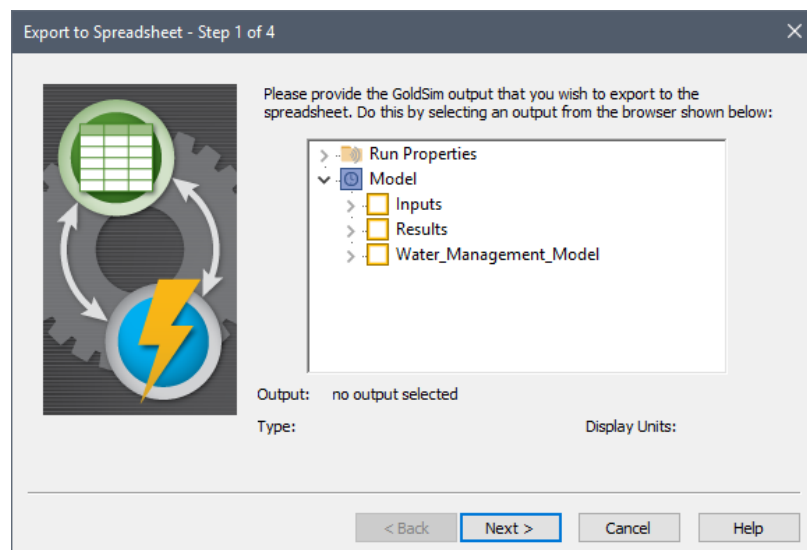 Export to Spreadsheet - Step 1 of 4
Please provide the GoldSim output that you wish to export to the
spreadsheet. Do this by selecting an output from the browser shown below:
Run Properties
Model
Inputs
Results
Water_Management_Model
Output: no output selected
Type: Display Units:
< Back Next > Cancel Help